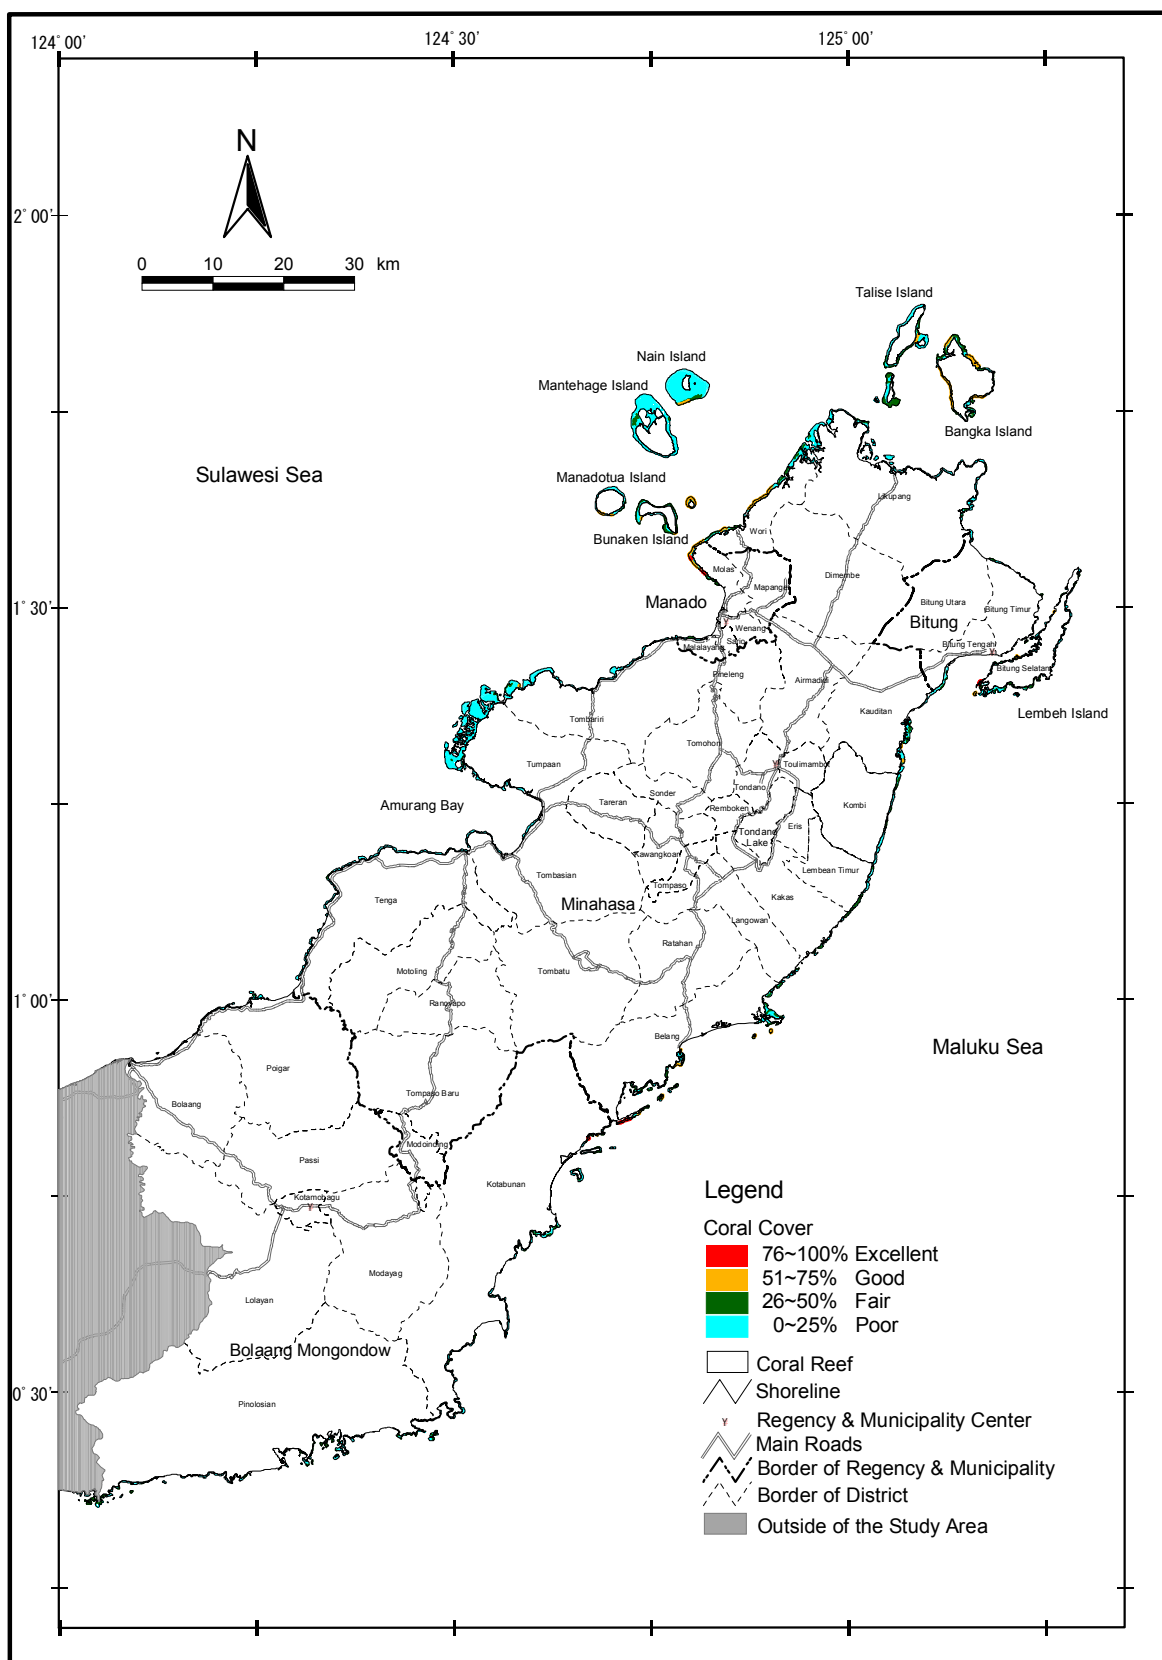 124° 00'
124° 30'
125° 00'
N
2° 00'
0 10 20 30 km
Talise Island
Nain Island
Mantehage Island
Bangka Island
Sulawesi Sea
Manadotua Island
Likupang
Bunaken Island
Wori
Molas
Dimembe
Mapanget
1° 30'
Manado
Bitung Utara
Bitung Timur
Bitung
Wenang
Sario
Malalayang
Bitung Tengah
Bitung Selatan
Pineleng
Airmadidi
Kauditan
Lembeh Island
Tombariri
Tomohon
Tumpaan
Toulimambot
Tondano
Sonder
Tareran
Remboken
Kombi
Amurang Bay
Eris
Tondano
Lake
Kawangkoan
Tombasian
Lembean Timur
Tompaso
Kakas
Tenga
Minahasa
Langowan
Ratahan
Motoling
Tombatu
Ranoyapo
1° 00'
Belang
Maluku Sea
Poigar
Bolaang
Tompaso Baru
Modoinding
Passi
Kotabunan
Kotamobagu
Legend
Coral Cover
76~100% Excellent
51~75% Good
26~50% Fair
0~25% Poor
Modayag
Lolayan
Bolaang Mongondow
Coral Reef
0° 30'
Shoreline
Pinolosian
Regency & Municipality Center
Main Roads
Border of Regency & Municipality
Border of District
Outside of the Study Area